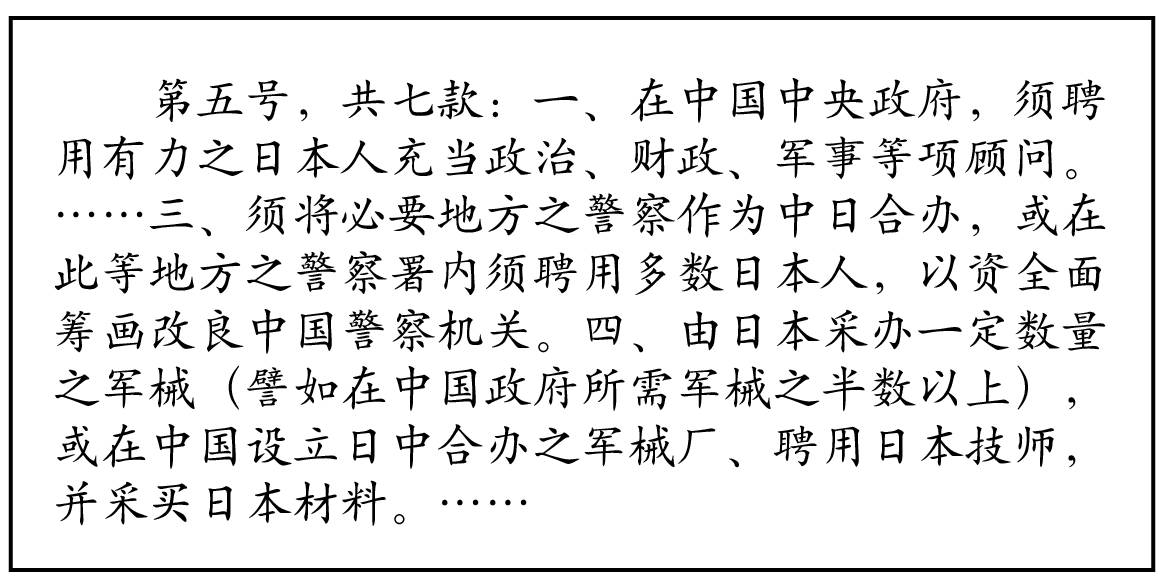 第五号，共七款：一、在中国中央政府，须聘
用有力之日本人充当政治、财政、军事等项顾问。
……三、须将必要地方之警察作为中日合办，或在
此等地方之警察署内须聘用多数日本人，以资全面
筹画改良中国警察机关。四、由日本采办一定数量
之军械（譬如在中国政府所需军械之半数以上），
或在中国设立日中合办之军械厂、聘用日本技师，
并采买日本材料。……